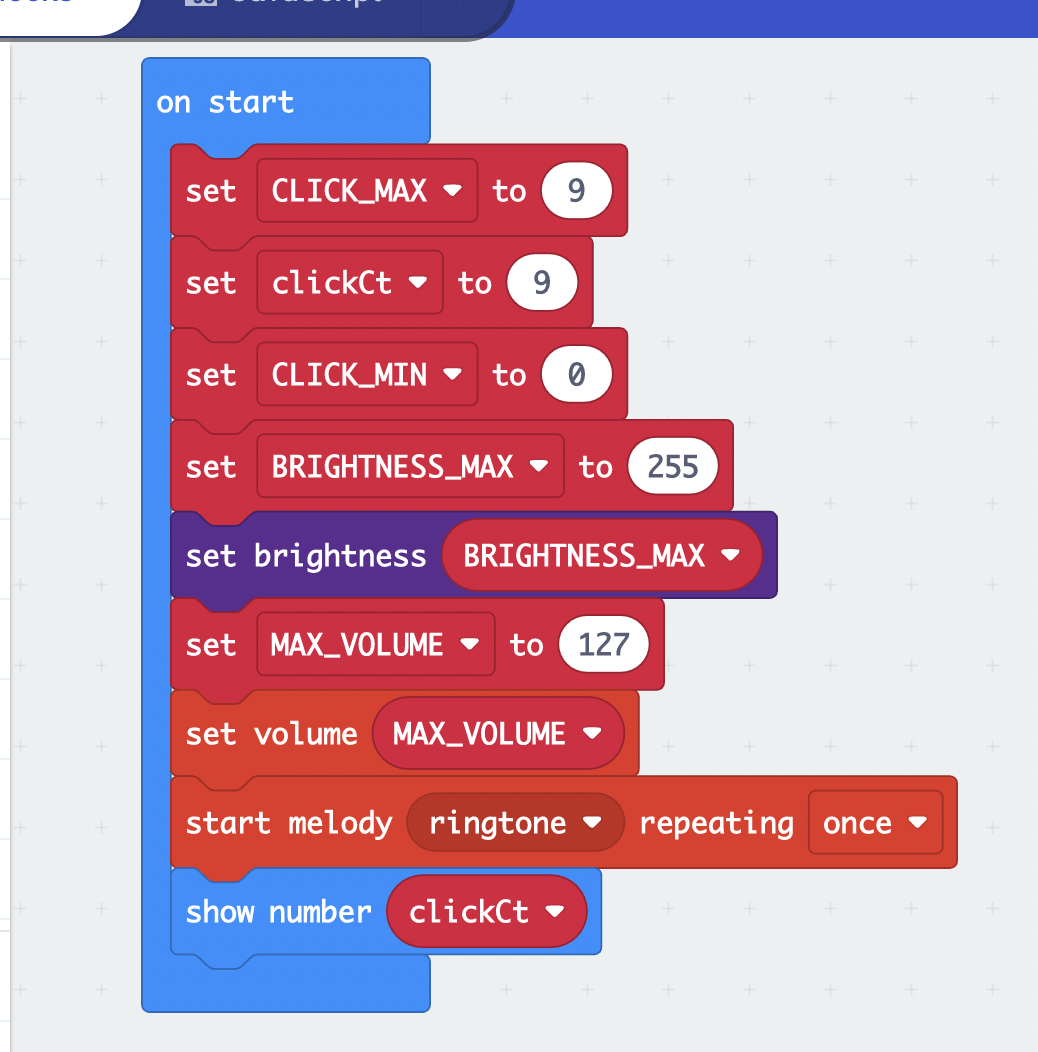 JavaScript
on start
set CLICK_MAX to 9
set clickCt to 9
set CLICK_MIN to 0
set BRIGHTNESS_MAX to 255
set brightness BRIGHTNESS_MAX
set MAX_VOLUME to 127
set volume MAX_VOLUME
start melody ringtone repeating once
show number clickCt